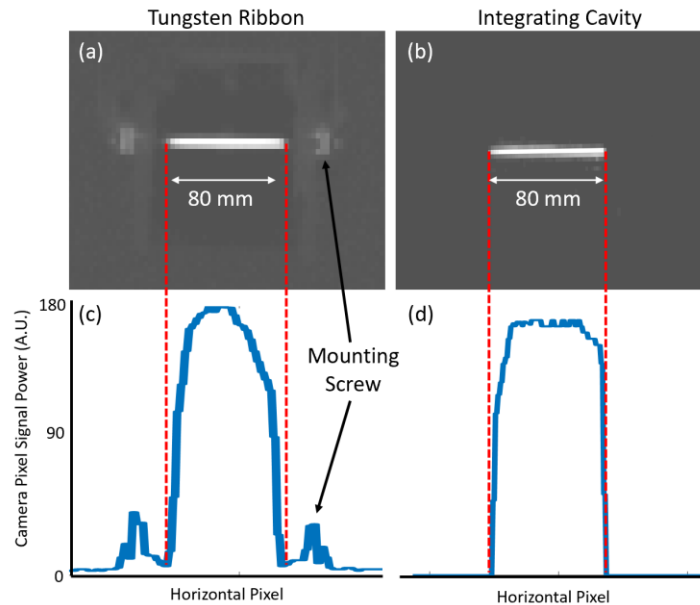 Tungsten Ribbon
Integrating Cavity
(a)
80 mm
(b)
80 mm
Mounting
Screw
(c)
Camera Pixel Signal Power (A.U.)
180
90
0
Horizontal Pixel
(d)
Horizontal Pixel